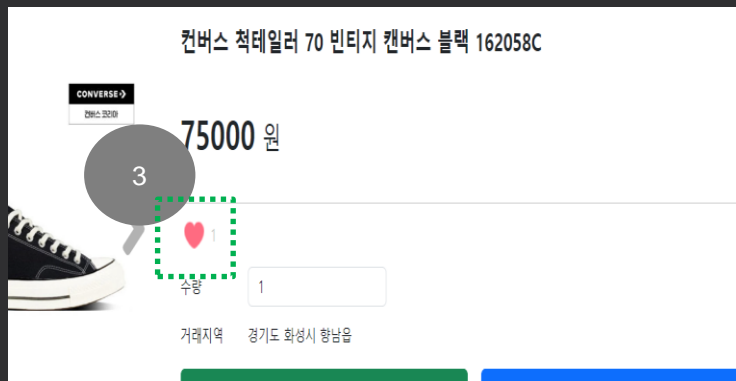 컨버스 척테일러 70 빈티지 캔버스 블랙 162058C
CONVERSE
컨버스 코리아
75000 원
3
1
수량
1
거래지역 경기도 화성시 향남읍